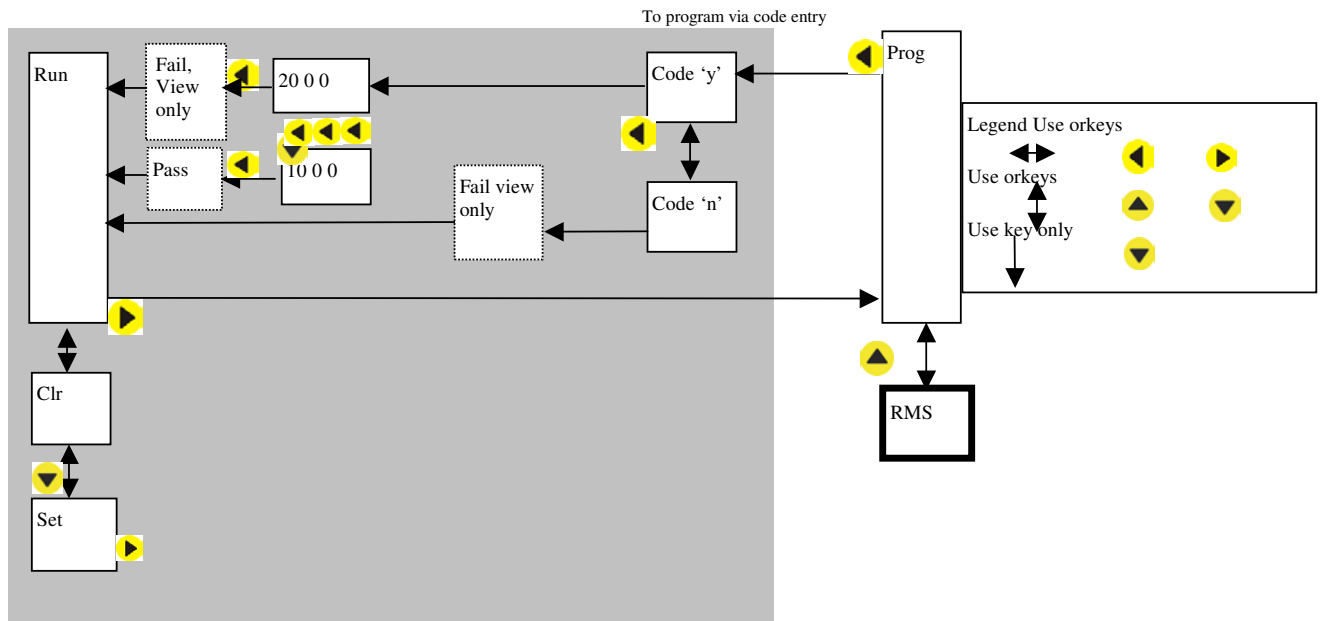 To program via code entry
Run
Fail,
View
only
20 0 0
Code ‘y’
Prog
Legend Use orkeys
Use orkeys
Use key only
Pass
10 0 0
Fail view
only
Code ‘n’
Clr
RMS
Set